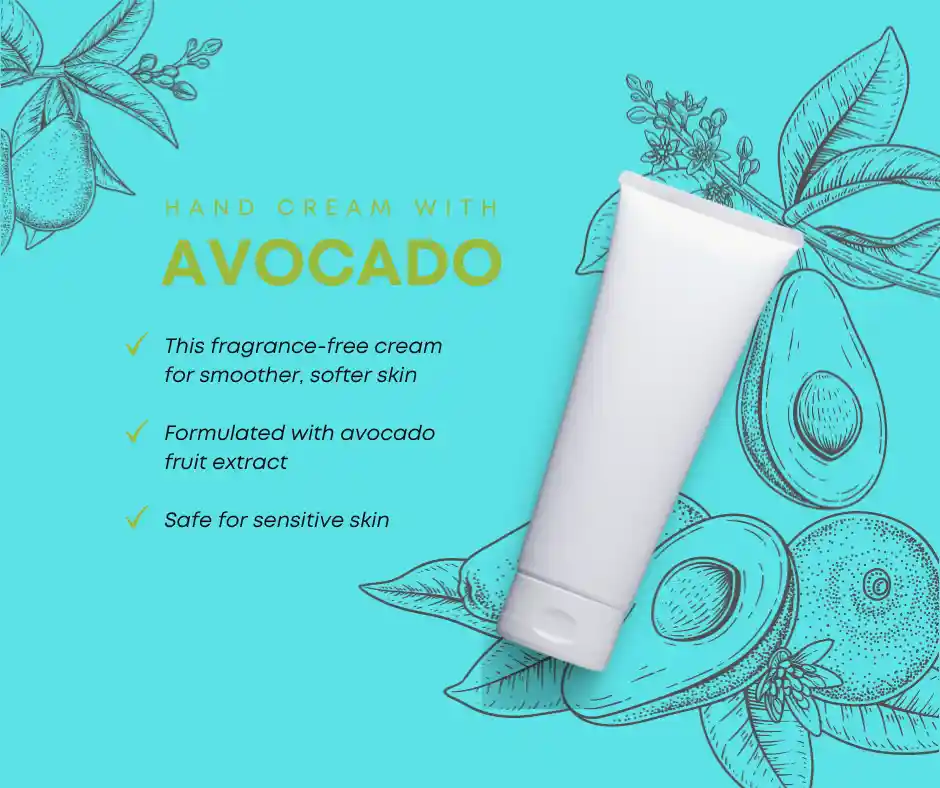 HAND CREAM WITH
AVOCADO
This fragrance-free cream
for smoother, softer skin
Formulated with avocado
fruit extract
Safe for sensitive skin